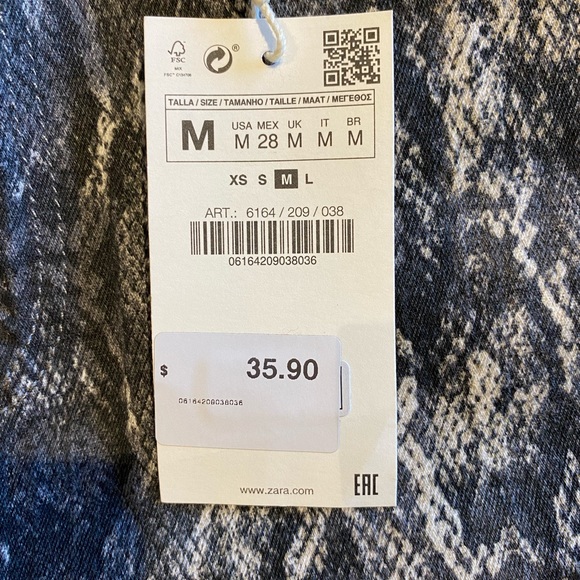 FSC
MIX
®
TALLA / SIZE / TAMANHO / TAILLE / MAAT / ΜΕΓΕΘΟΣ
M
USA MEX UK IT BR
M 28 M M M
XS S M L
ART.: 6164 / 209 / 038
06164209038036
$ 35.90
06164209038036
www.zara.com
EAC